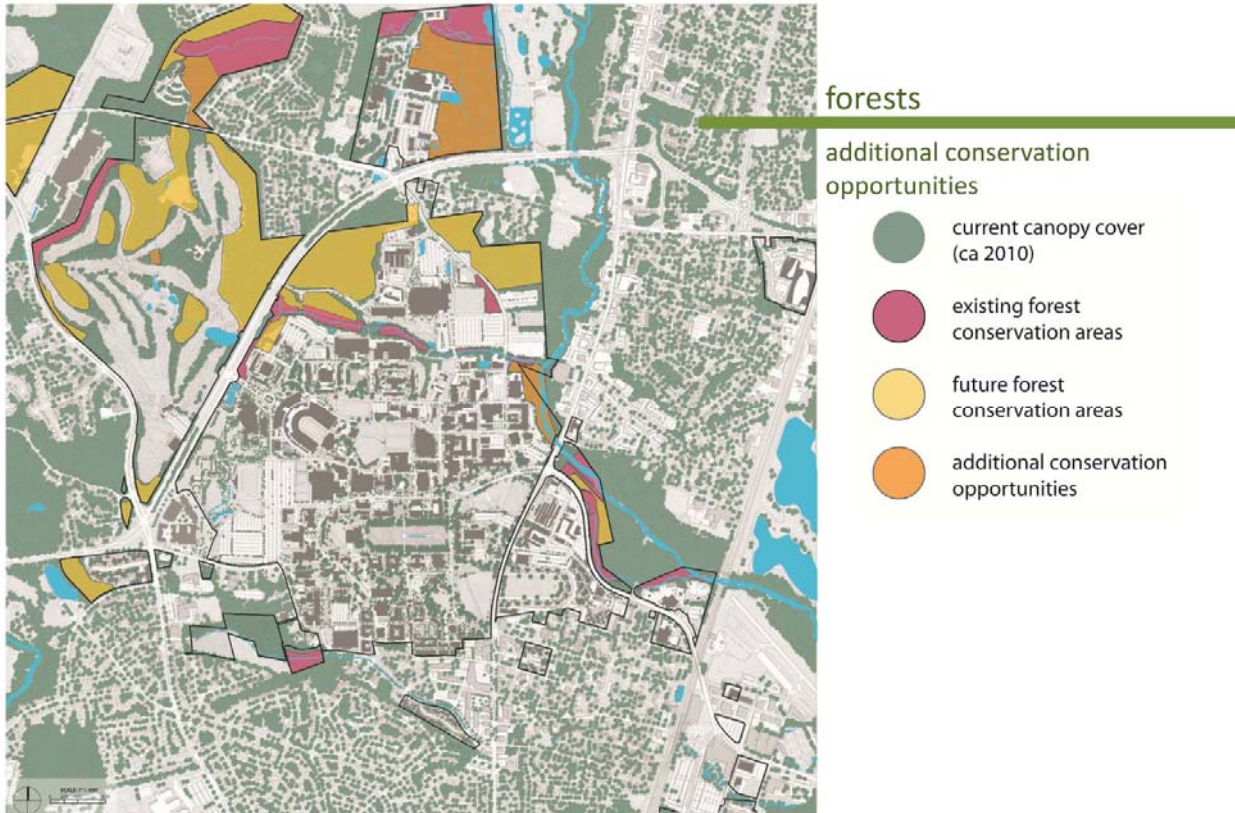 forests
additional conservation
opportunities
current canopy cover
(ca 2010)
existing forest
conservation areas
future forest
conservation areas
additional conservation
opportunities